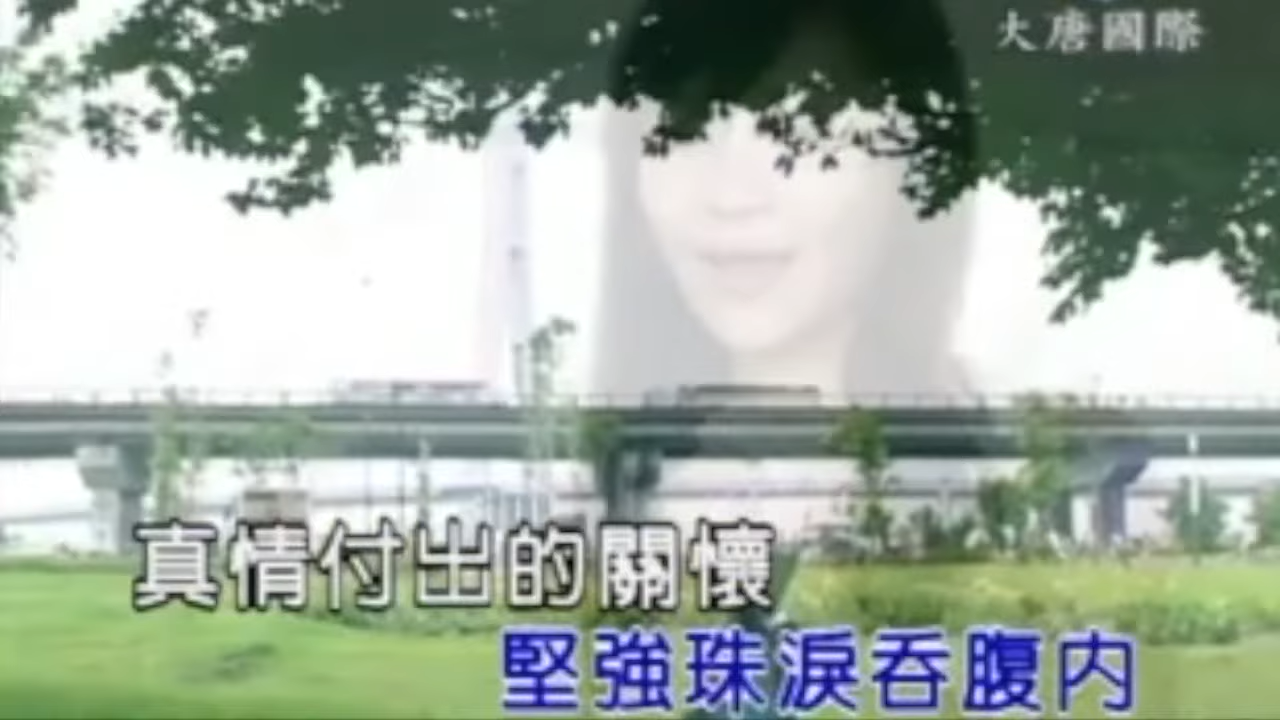 大唐國際
真情付出的關懷
堅強珠淚吞腹內